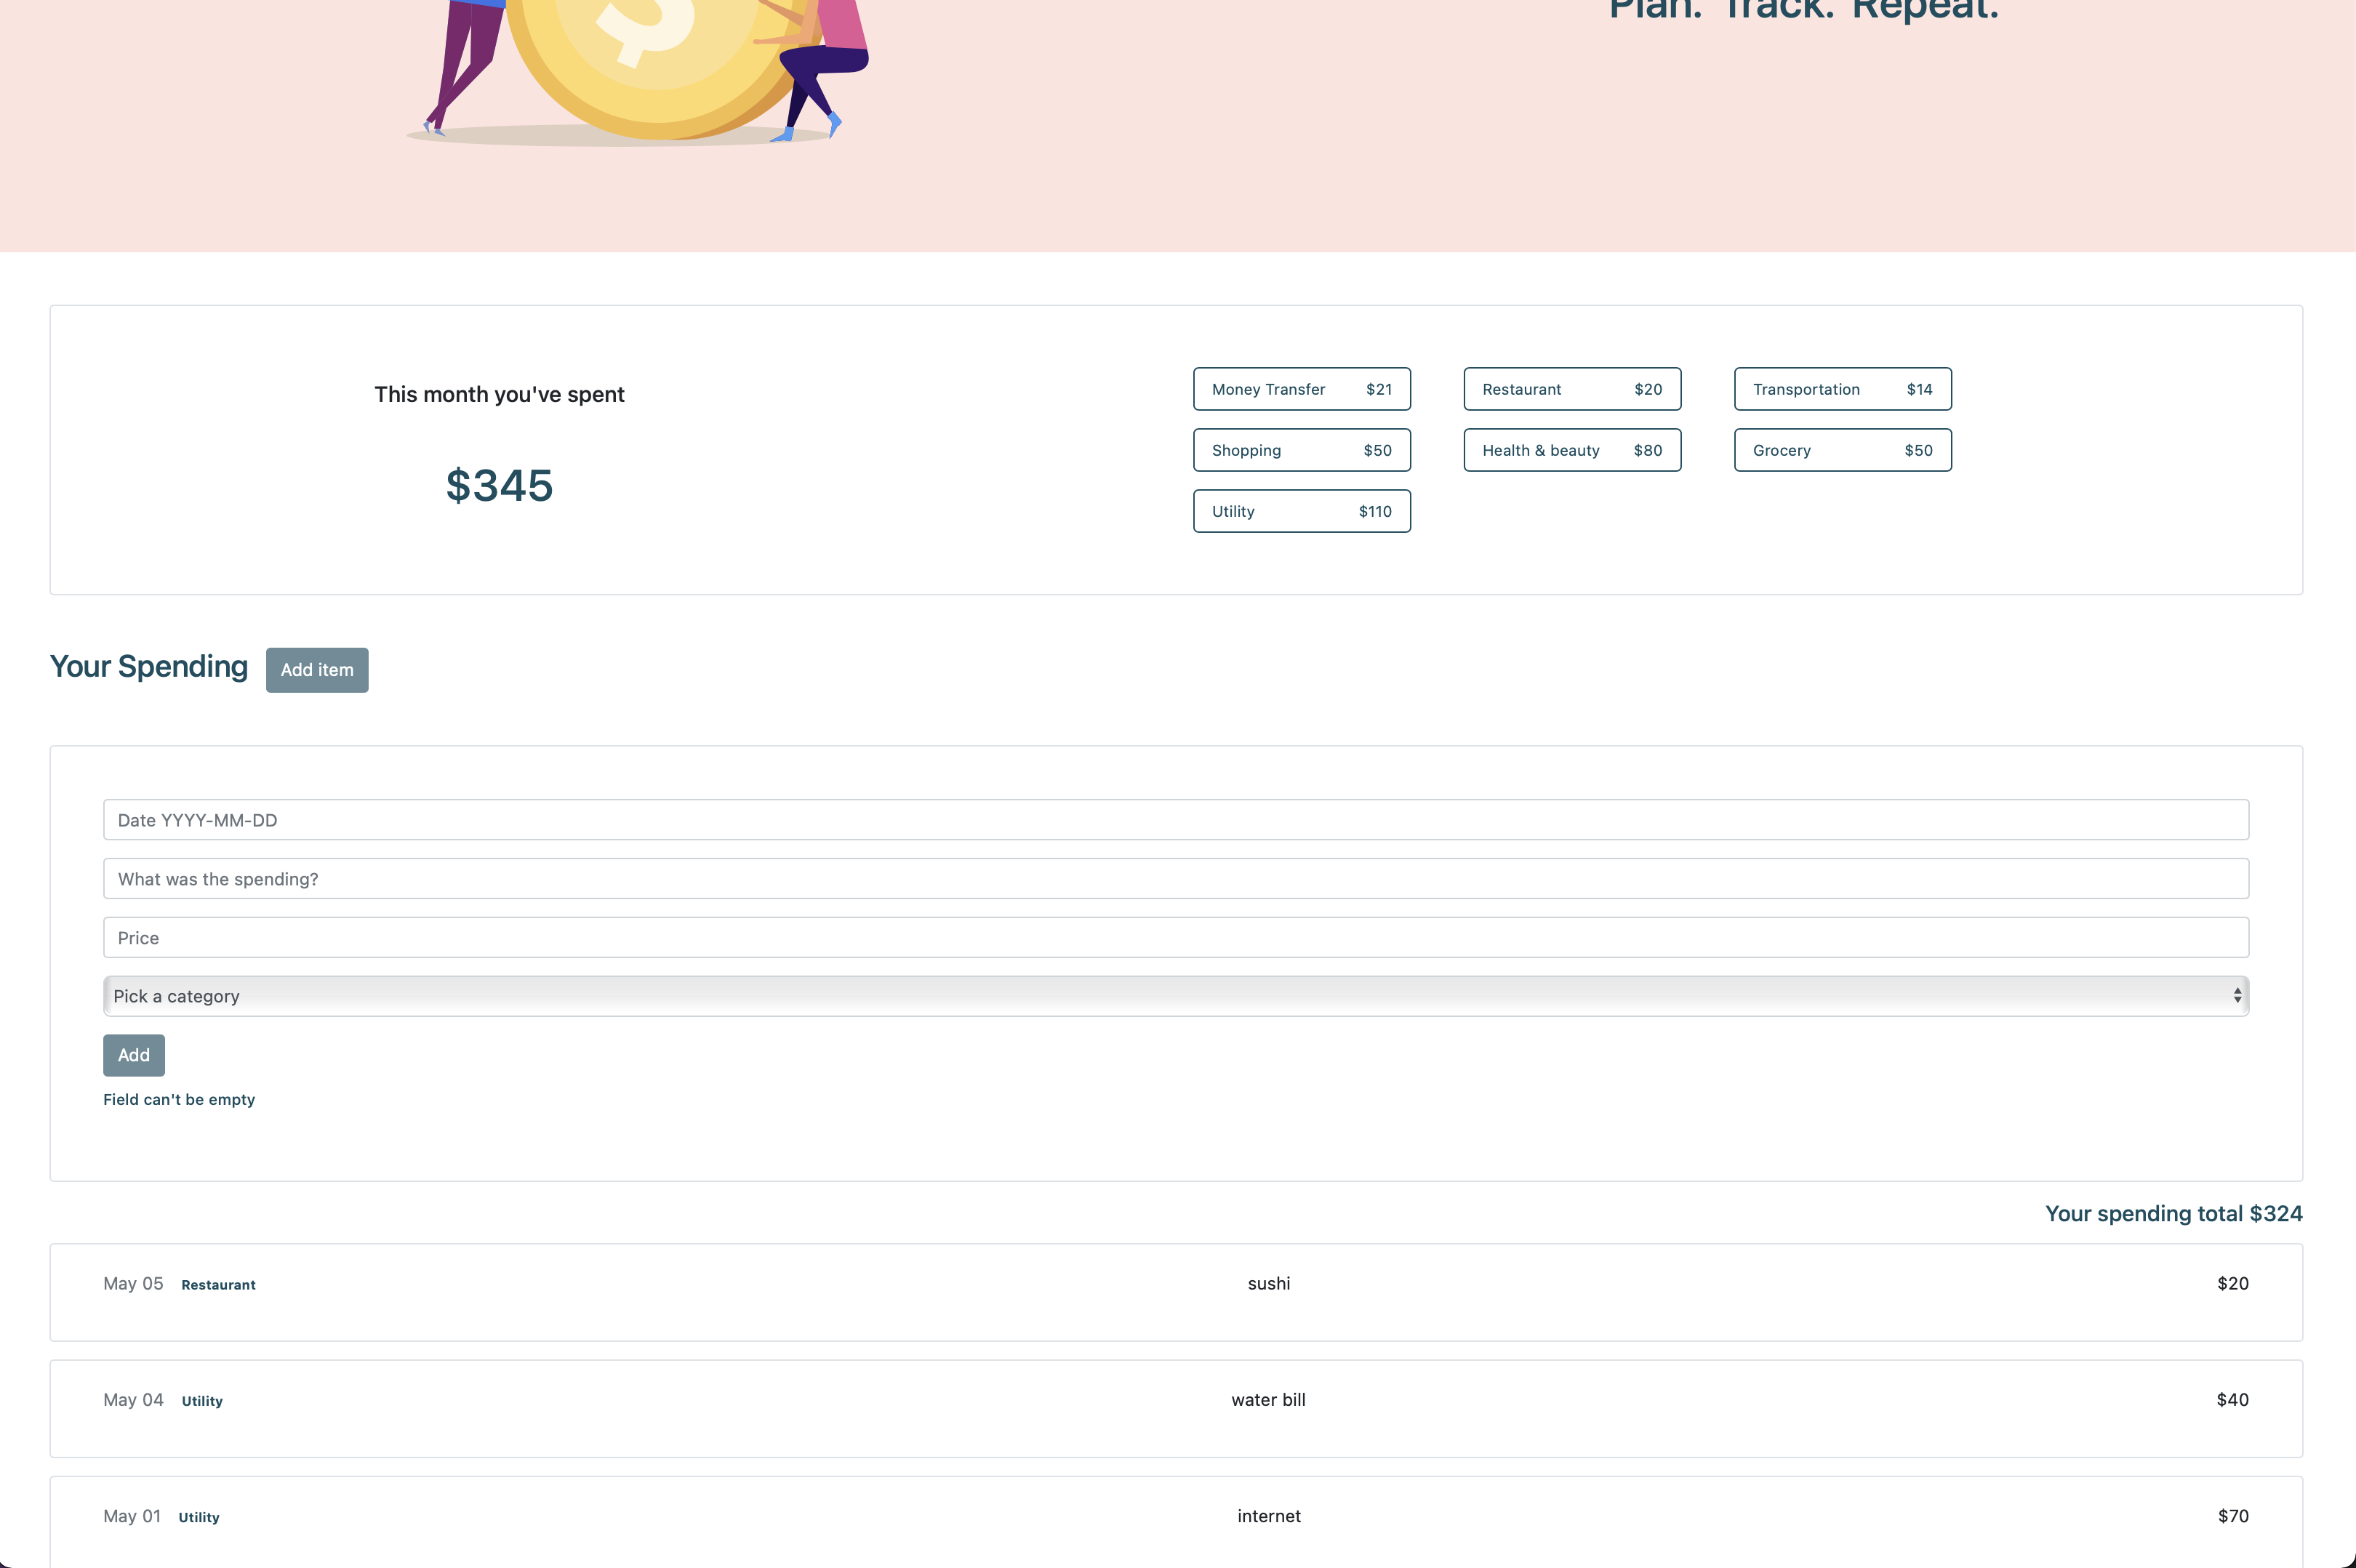 Plan. Track. Repeat.
This month you've spent
$345
Money Transfer $21
Restaurant $20
Transportation $14
Shopping $50
Health & beauty $80
Grocery $50
Utility $110
Your Spending
Add item
Date YYYY-MM-DD
What was the spending?
Price
Pick a category
Add
Field can't be empty
Your spending total $324
May 05 Restaurant sushi $20
May 04 Utility water bill $40
May 01 Utility internet $70